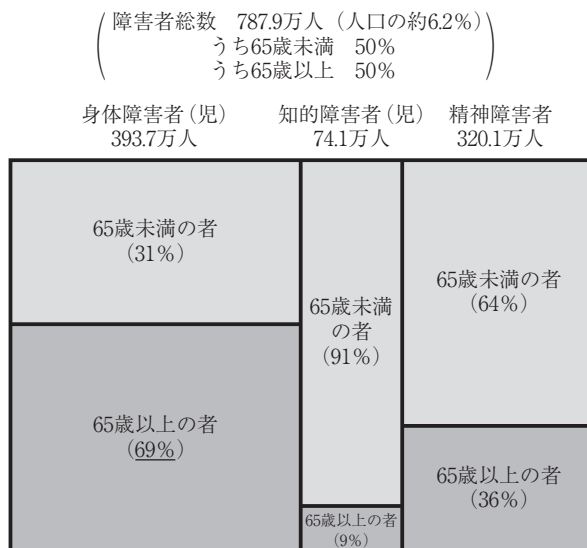 障害者総数　787.9万人（人口の約6.2%）
うち65歳未満　50%
うち65歳以上　50%
身体障害者（児）
393.7万人
知的障害者（児）
74.1万人
精神障害者
320.1万人
65歳未満の者
（31%）
65歳以上の者
（69%）
65歳未満
の者
（91%）
65歳以上の者
（9%）
65歳未満の者
（64%）
65歳以上の者
（36%）